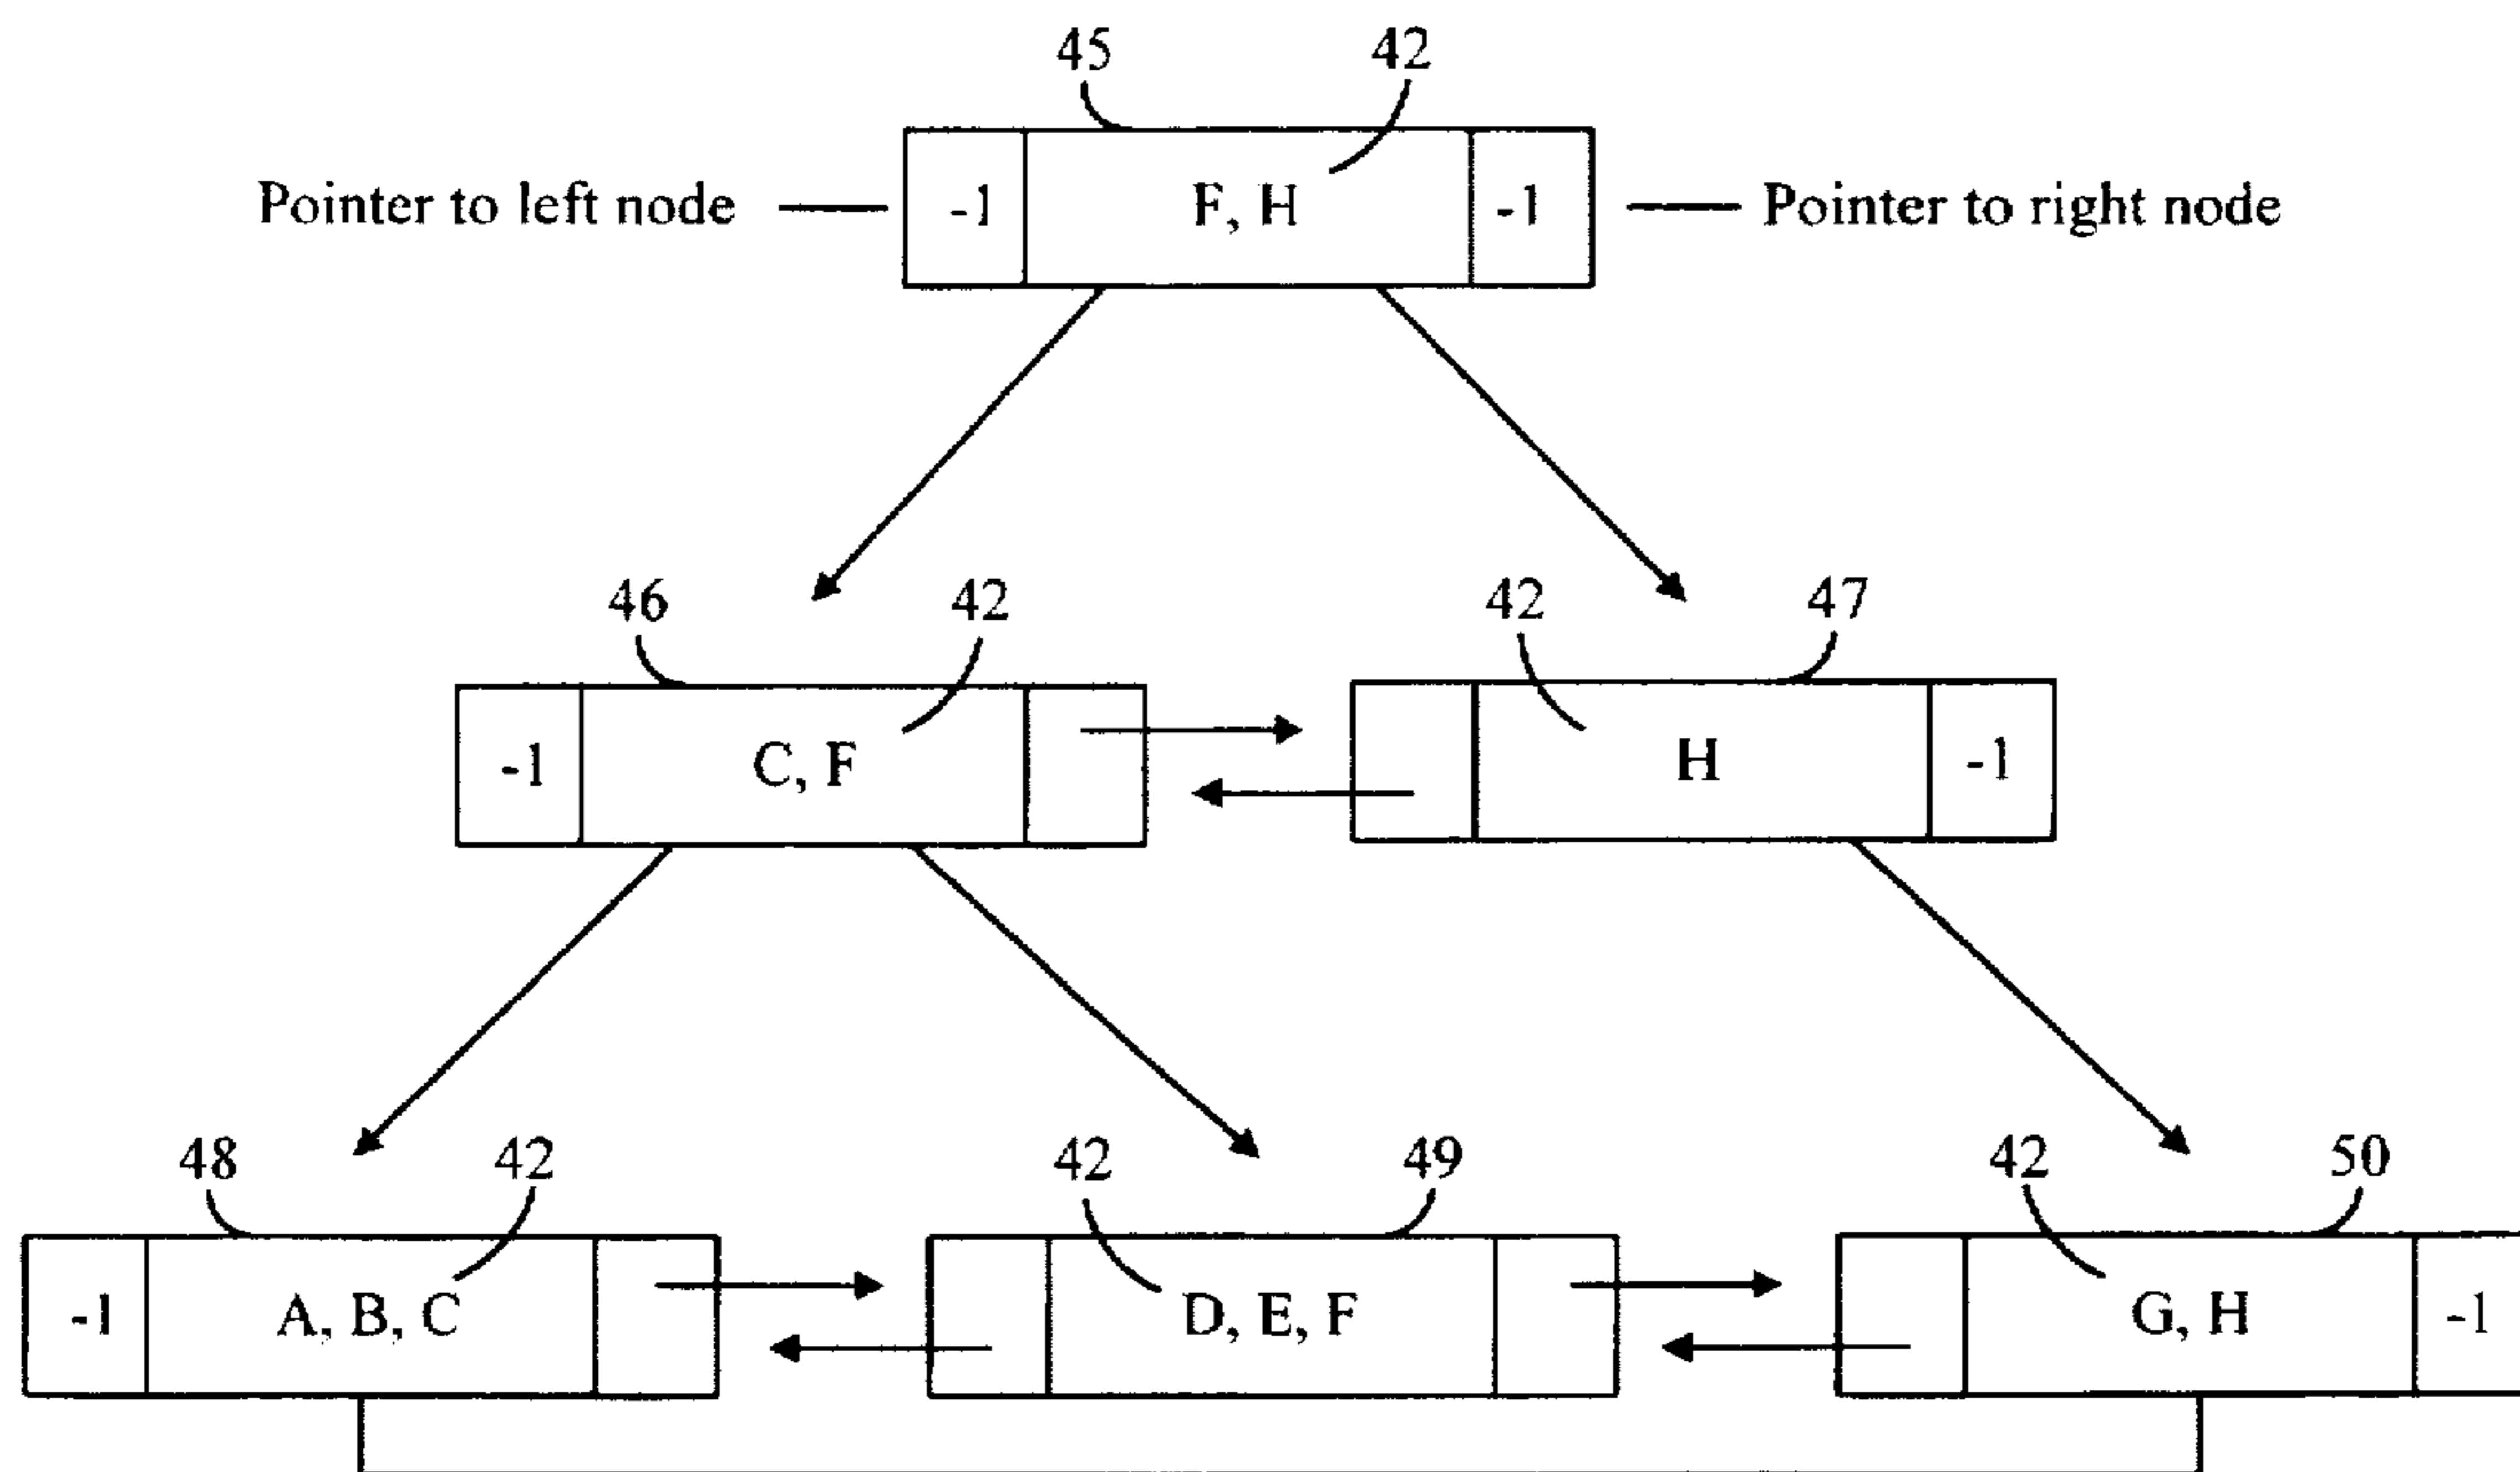 45 42
Pointer to left node -1 F, H -1 Pointer to right node
46 42 42 47
-1 C, F H -1
48 42 42 49 42 50
-1 A, B, C D, E, F G, H -1